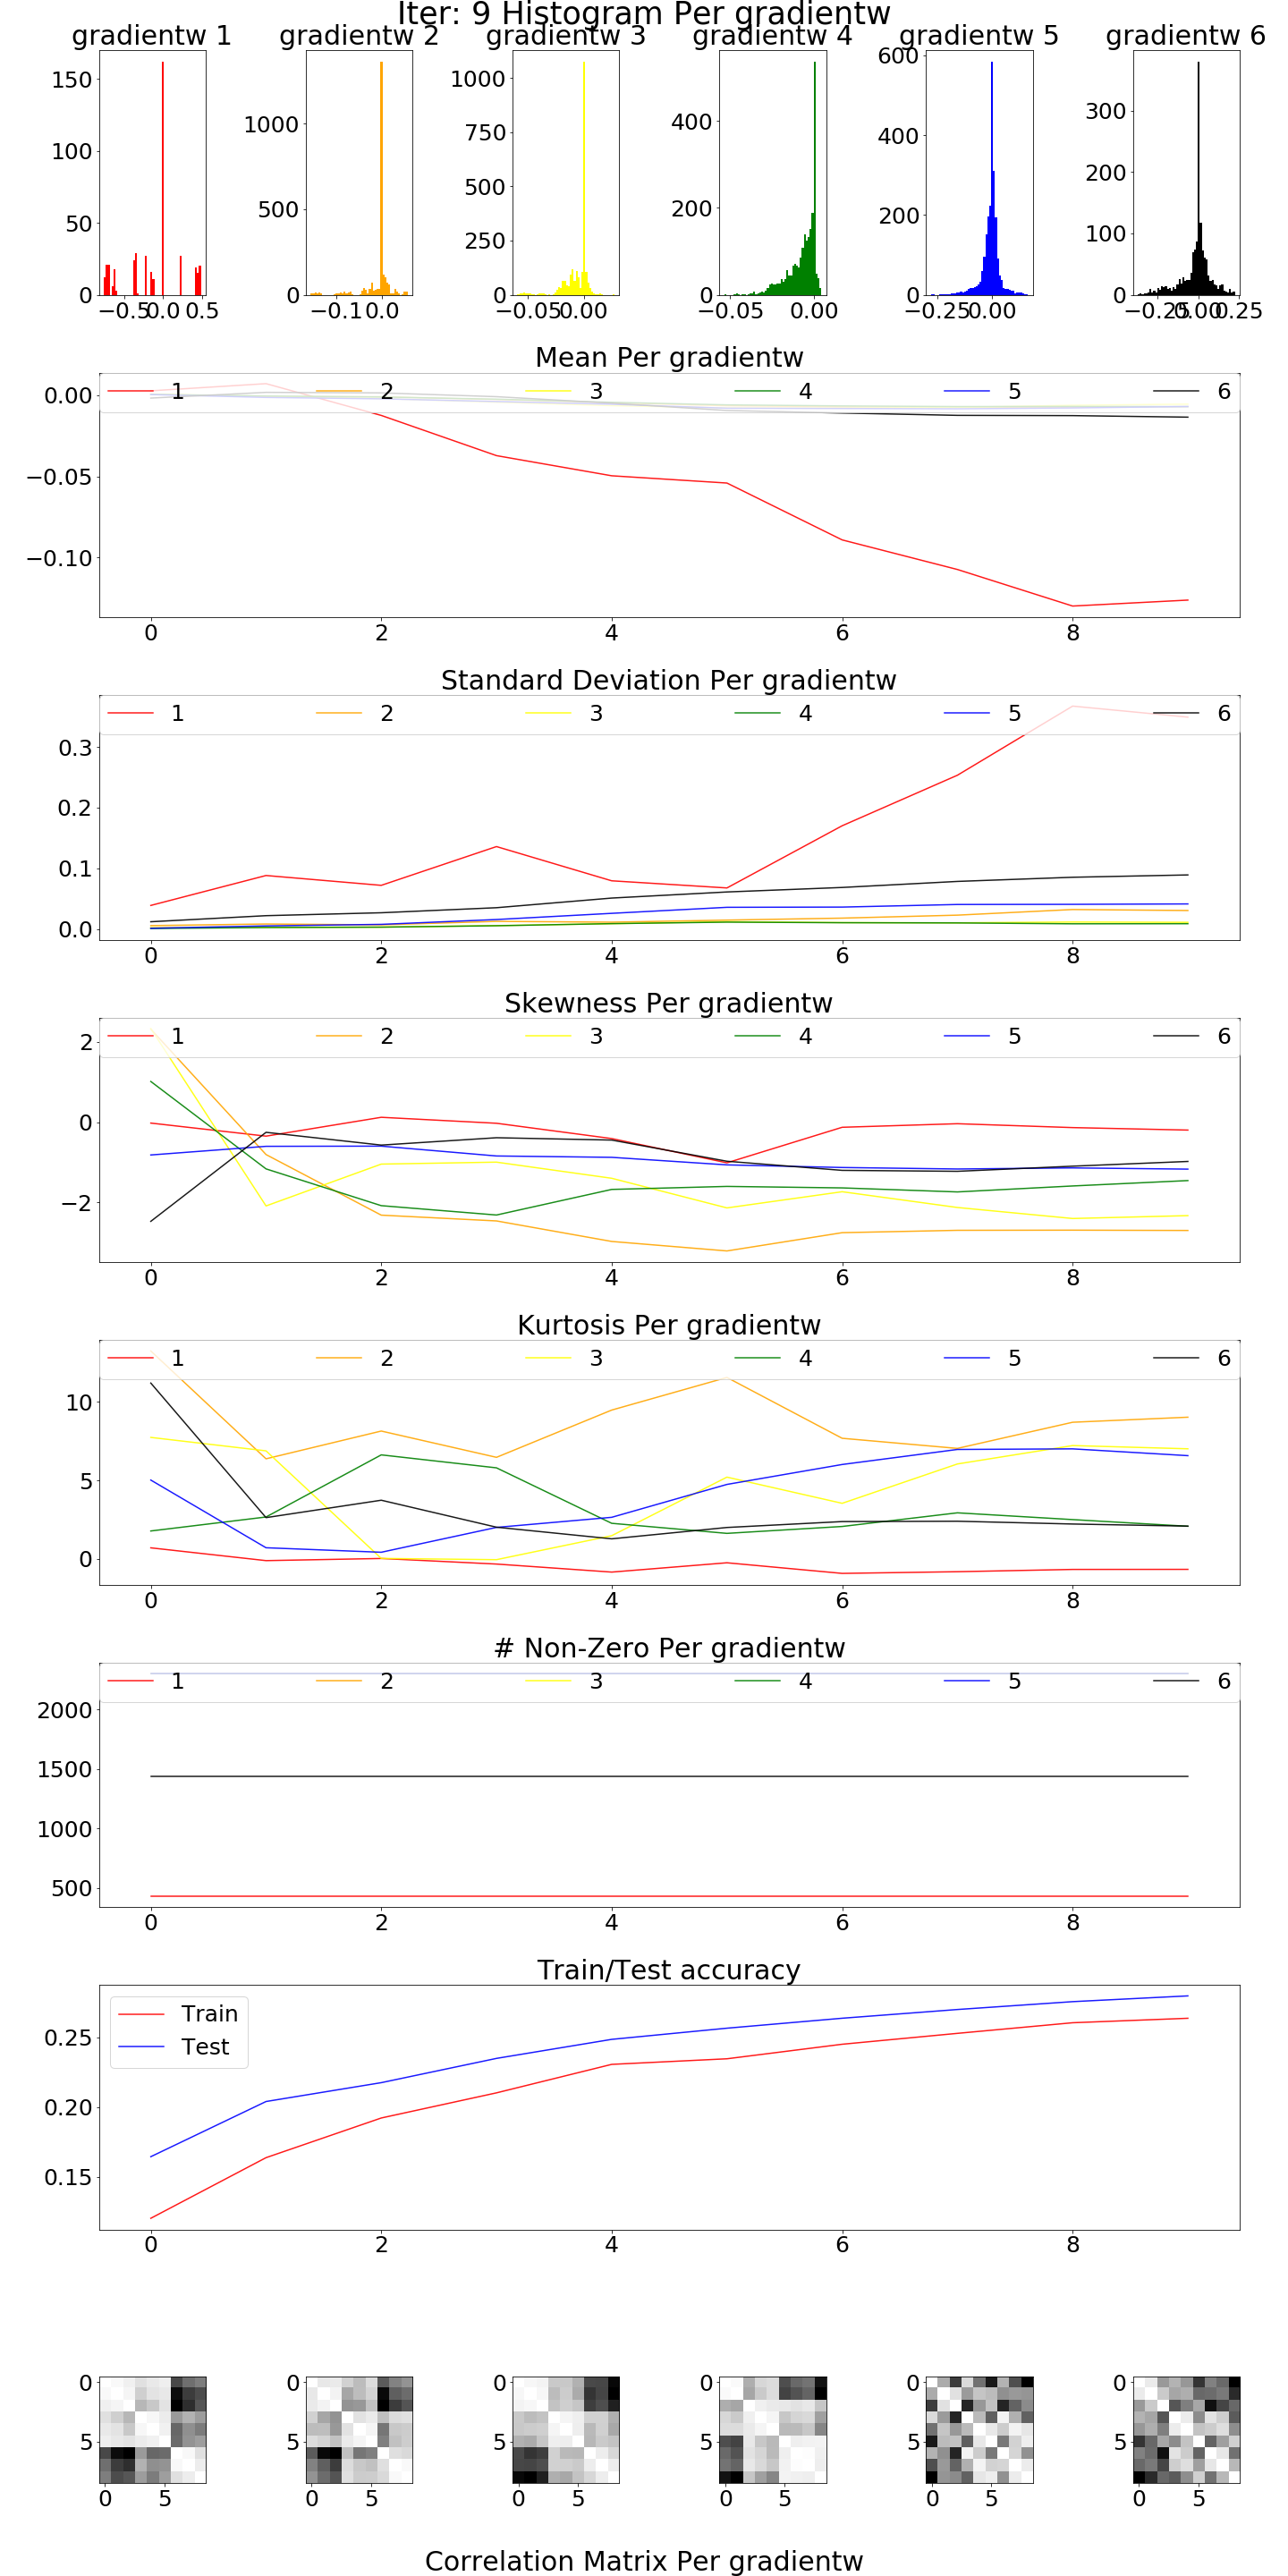 Iter: 9 Histogram Per gradientw
gradientw 1 gradientw 2 gradientw 3 gradientw 4 gradientw 5 gradientw 6
150
100
50
0
−0.5 0.0 0.5
1000
500
0
−0.1 0.0
1000
750
500
250
0
−0.05 0.00
400
200
0
−0.05 0.00
600
400
200
0
−0.25 0.00
300
200
100
0
−0.25 0.00 0.25
Mean Per gradientw
1 2 3 4 5 6
0.00
−0.05
−0.10
0 2 4 6 8
Standard Deviation Per gradientw
1 2 3 4 5 6
0.3
0.2
0.1
0.0
0 2 4 6 8
Skewness Per gradientw
1 2 3 4 5 6
2
0
−2
0 2 4 6 8
Kurtosis Per gradientw
1 2 3 4 5 6
10
5
0
0 2 4 6 8
# Non-Zero Per gradientw
1 2 3 4 5 6
2000
1500
1000
500
0 2 4 6 8
Train/Test accuracy
Train
Test
0.25
0.20
0.15
0 2 4 6 8
0 0 0 0 0 0
5 5 5 5 5 5
0 5 0 5 0 5 0 5 0 5 0 5
Correlation Matrix Per gradientw